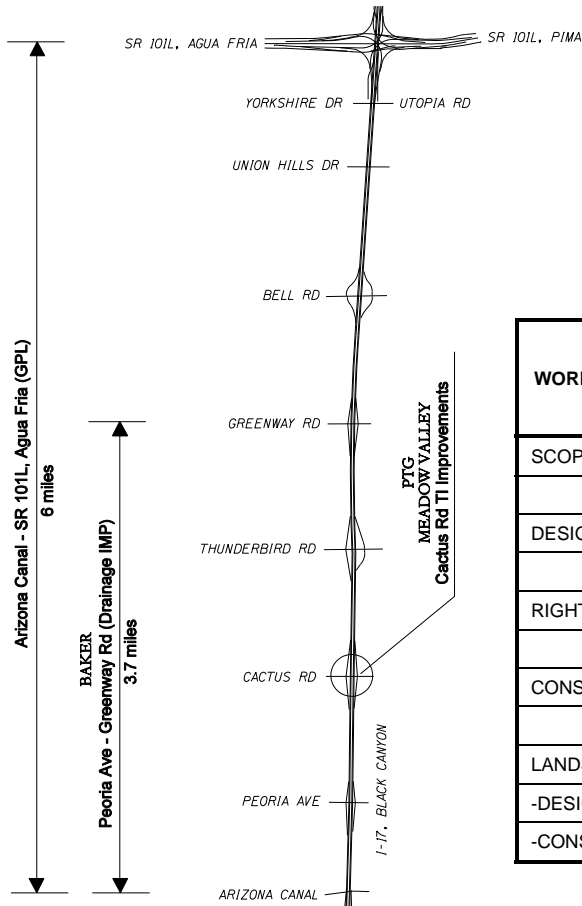 SR 101L, AGUA FRIA
SR 101L, PIMA
YORKSHIRE DR
UTOPIA RD
UNION HILLS DR
BELL RD
GREENWAY RD
THUNDERBIRD RD
CACTUS RD
PEORIA AVE
ARIZONA CANAL
I-17, BLACK CANYON
Arizona Canal - SR 101L, Agua Fria (GPL)
6 miles
BAKER
Peoria Ave - Greenway Rd (Drainage IMP)
3.7 miles
PTG
MEADOW VALLEY
Cactus Rd TI Improvements
WOR
SCOP
DESIG
RIGHT
CONS
LANDS
-DESIG
-CONS